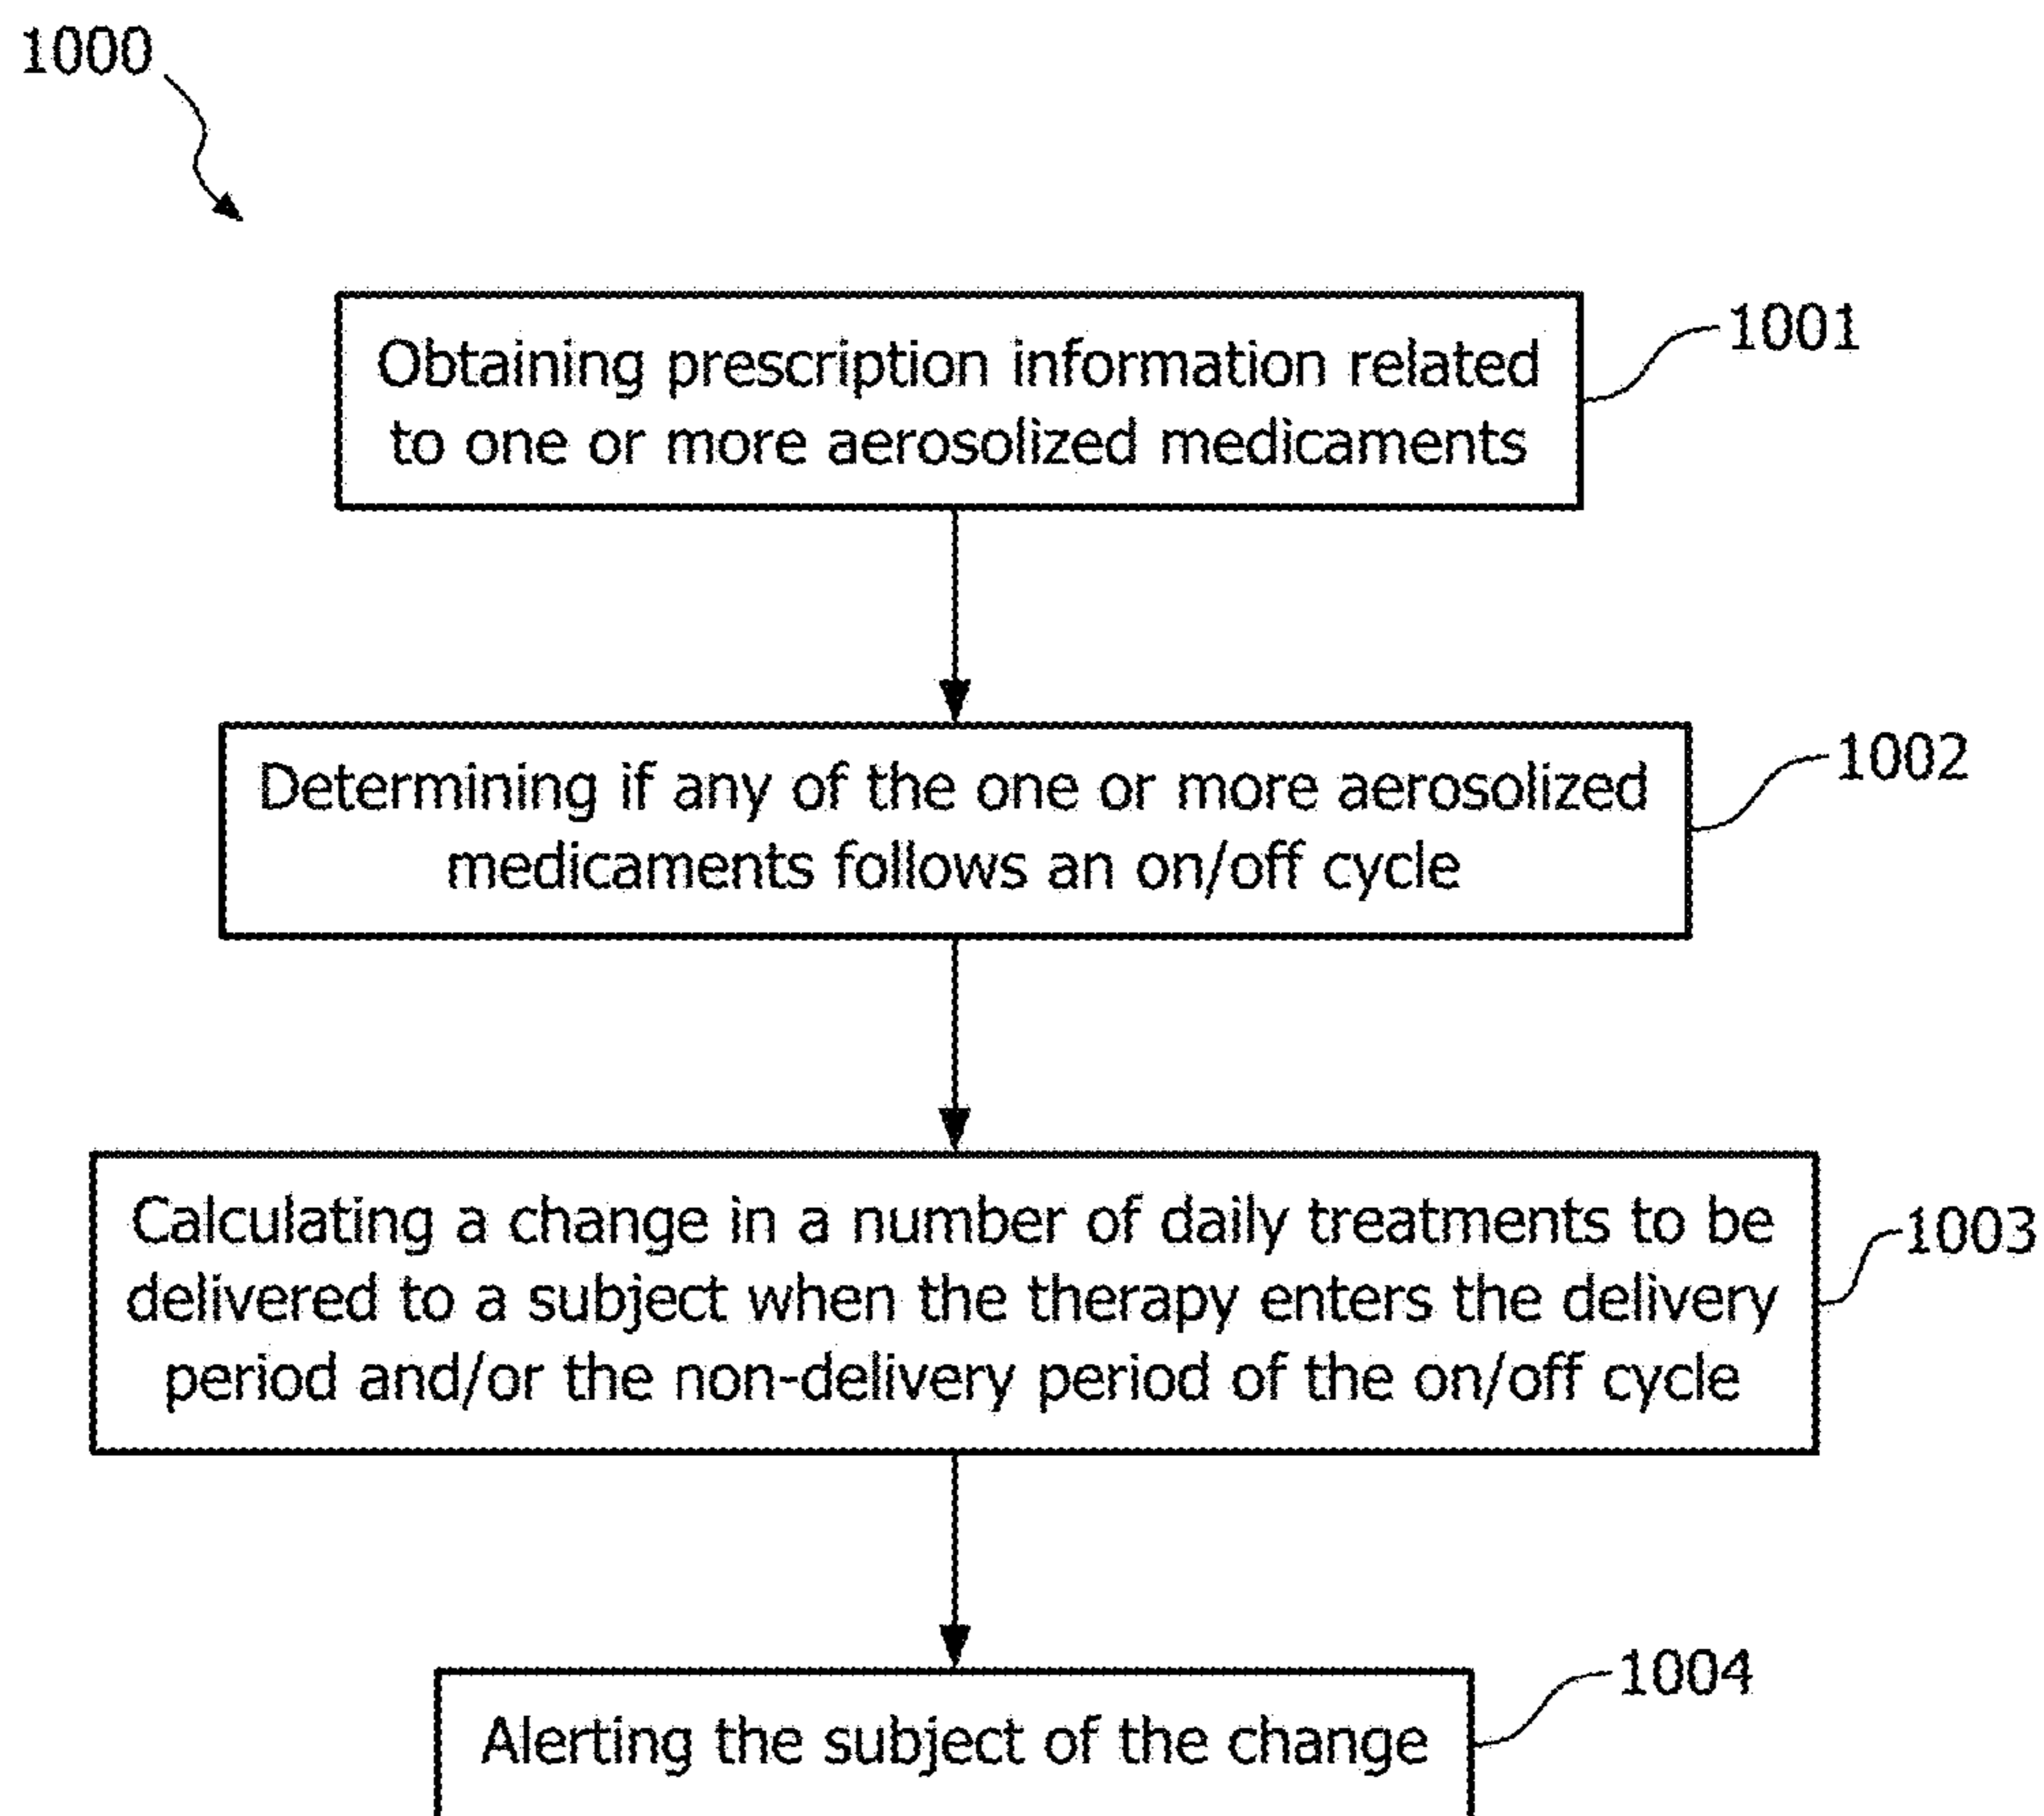 1000
Obtaining prescription information related
to one or more aerosolized medicaments
1001
Determining if any of the one or more aerosolized
medicaments follows an on/off cycle
1002
Calculating a change in a number of daily treatments to be
delivered to a subject when the therapy enters the delivery
period and/or the non-delivery period of the on/off cycle
1003
Alerting the subject of the change
1004